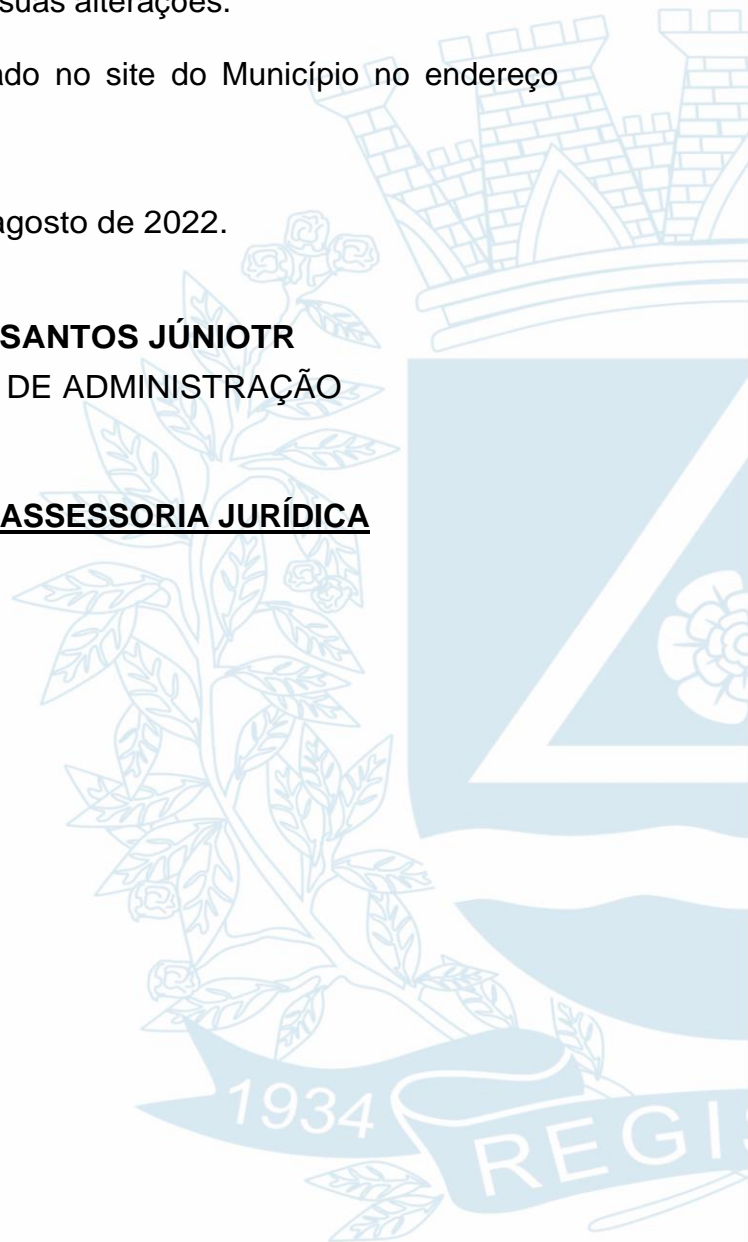 suas alterações.
ado no site do Município no endereço
agosto de 2022.
SANTOS JÚNIOTR
DE ADMINISTRAÇÃO
ASSESSORIA JURÍDICA
1934
REGIS